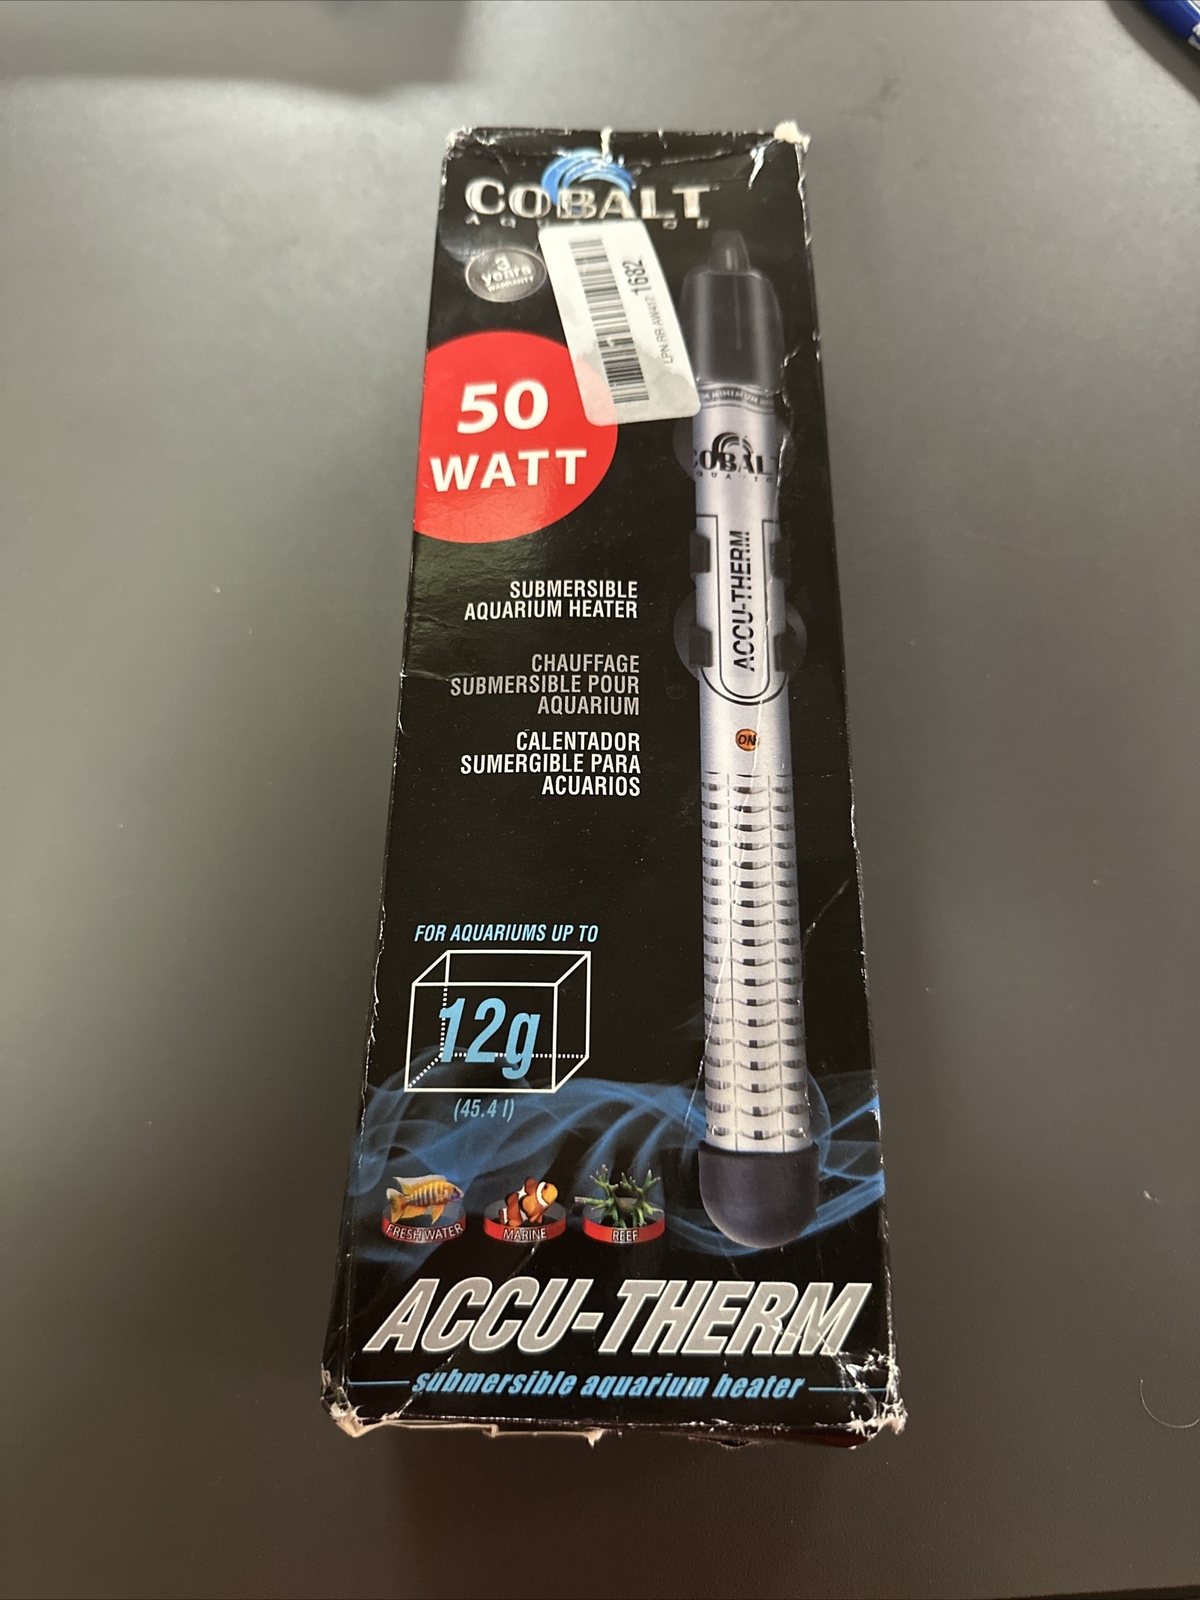 COBALT
3
years
WARRANTY
1682
50
WATT
COBALT
ACCU-THERM
SUBMERSIBLE
AQUARIUM HEATER
CHAUFFAGE
SUBMERSIBLE POUR
AQUARIUM
ON
CALENTADOR
SUMERGIBLE PARA
ACUARIOS
FOR AQUARIUMS UP TO
12g
(45.4 l)
FRESH WATER
MARINE
REEF
ACCU-THERM
submersible aquarium heater